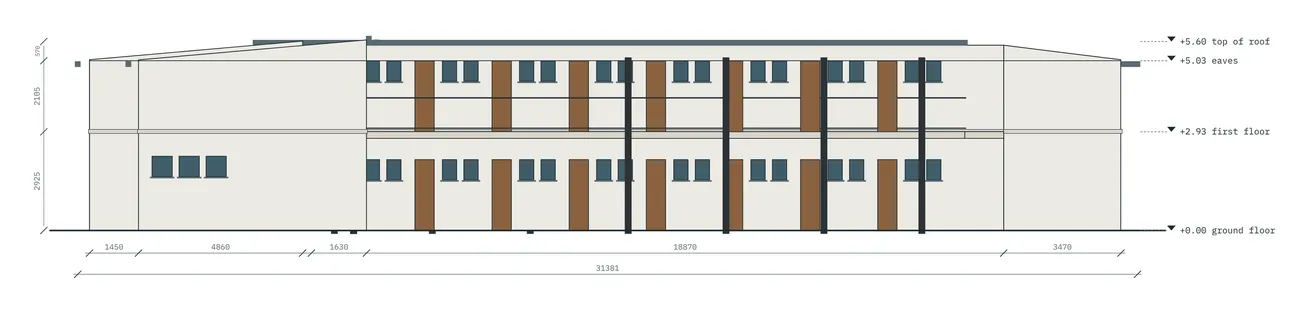 +5.60 top of roof
+5.03 eaves
+2.93 first floor
+0.00 ground floor
570
2105
2925
1450
4860
1630
18870
3470
31381